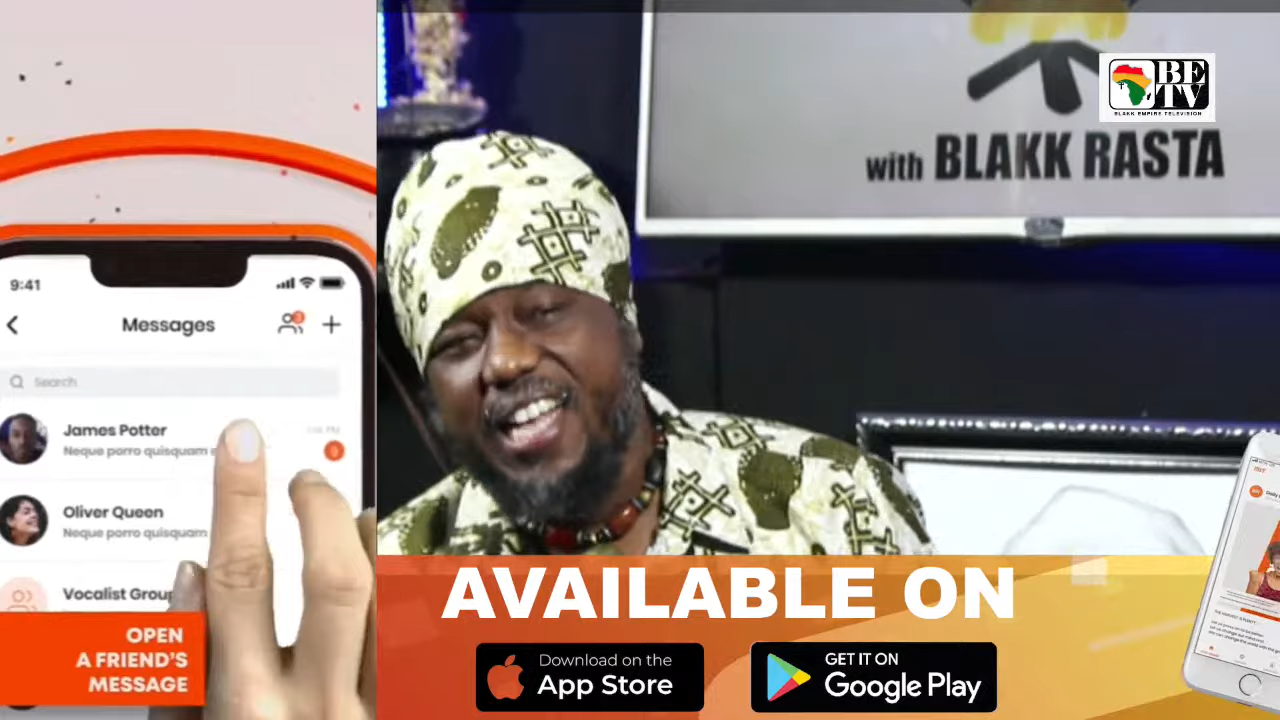 9:41
Messages
3
Search
James Potter
Neque porro quisquam
Oliver Queen
Neque porro quisquam
Vocalist Group
OPEN
A FRIEND'S
MESSAGE
BE
TV
BLAKK EMPIRE TELEVISION
with BLAKK RASTA
AVAILABLE ON
Download on the
App Store
GET IT ON
Google Play